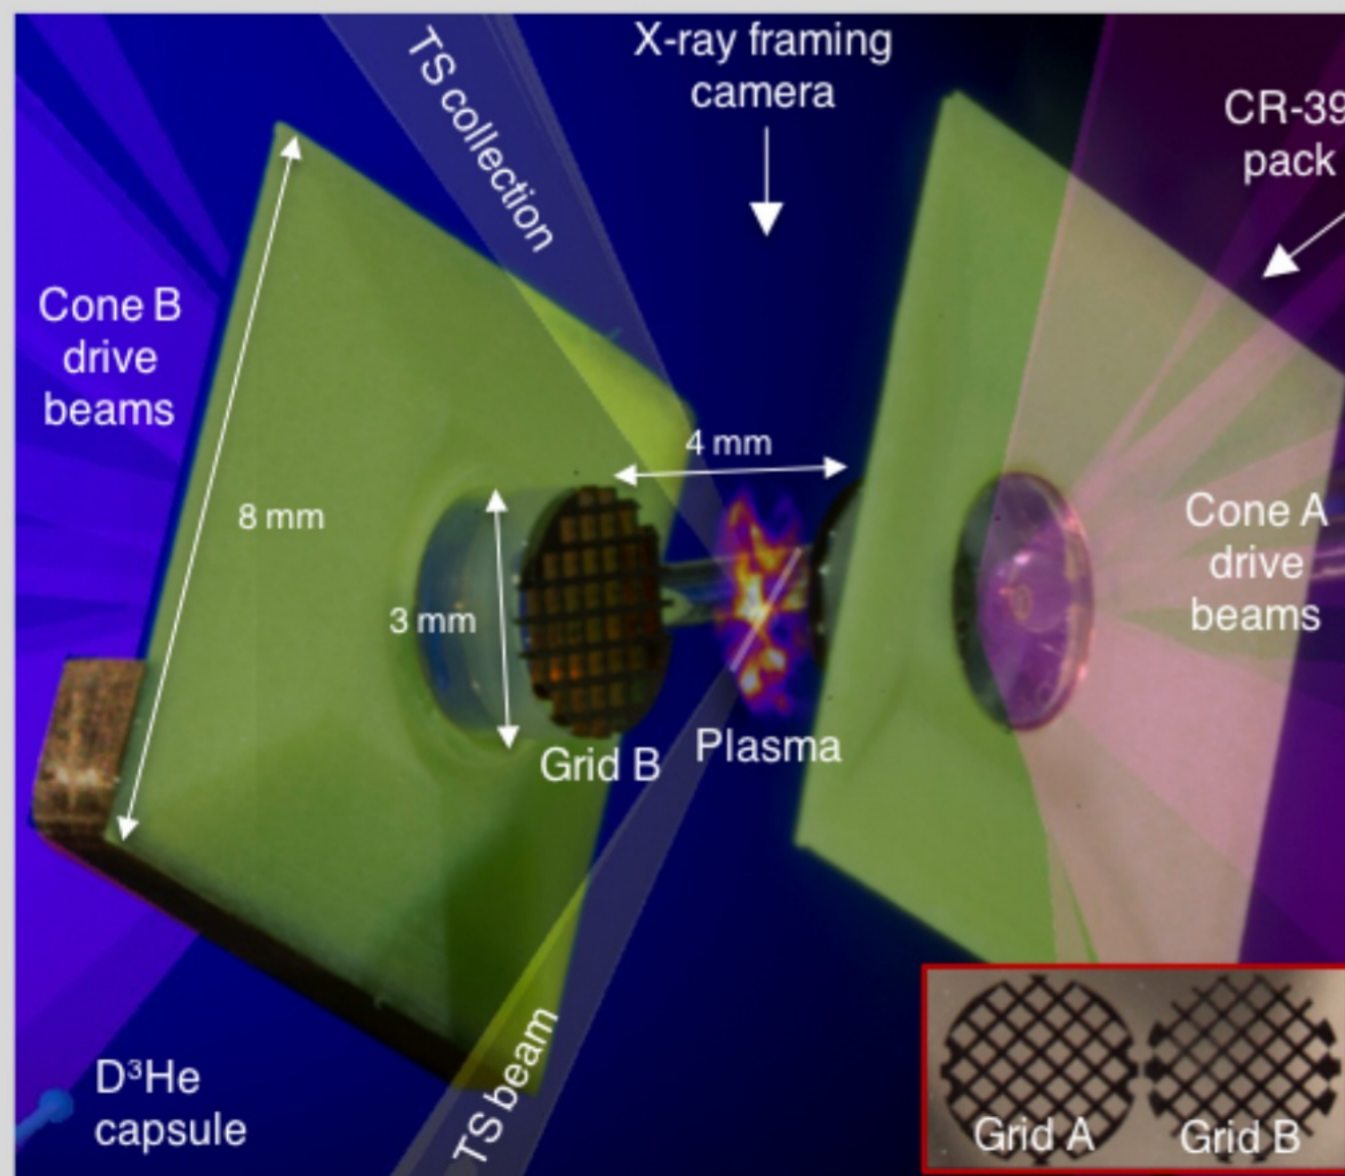 TS collection
X-ray framing
camera
CR-39
pack
Cone B
drive
beams
4 mm
8 mm
3 mm
Cone A
drive
beams
Grid B
Plasma
D³He
capsule
TS beam
Grid A
Grid B